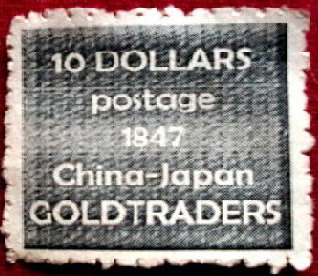 10 DOLLARS
postage
1847
China-Japan
GOLDTRADERS